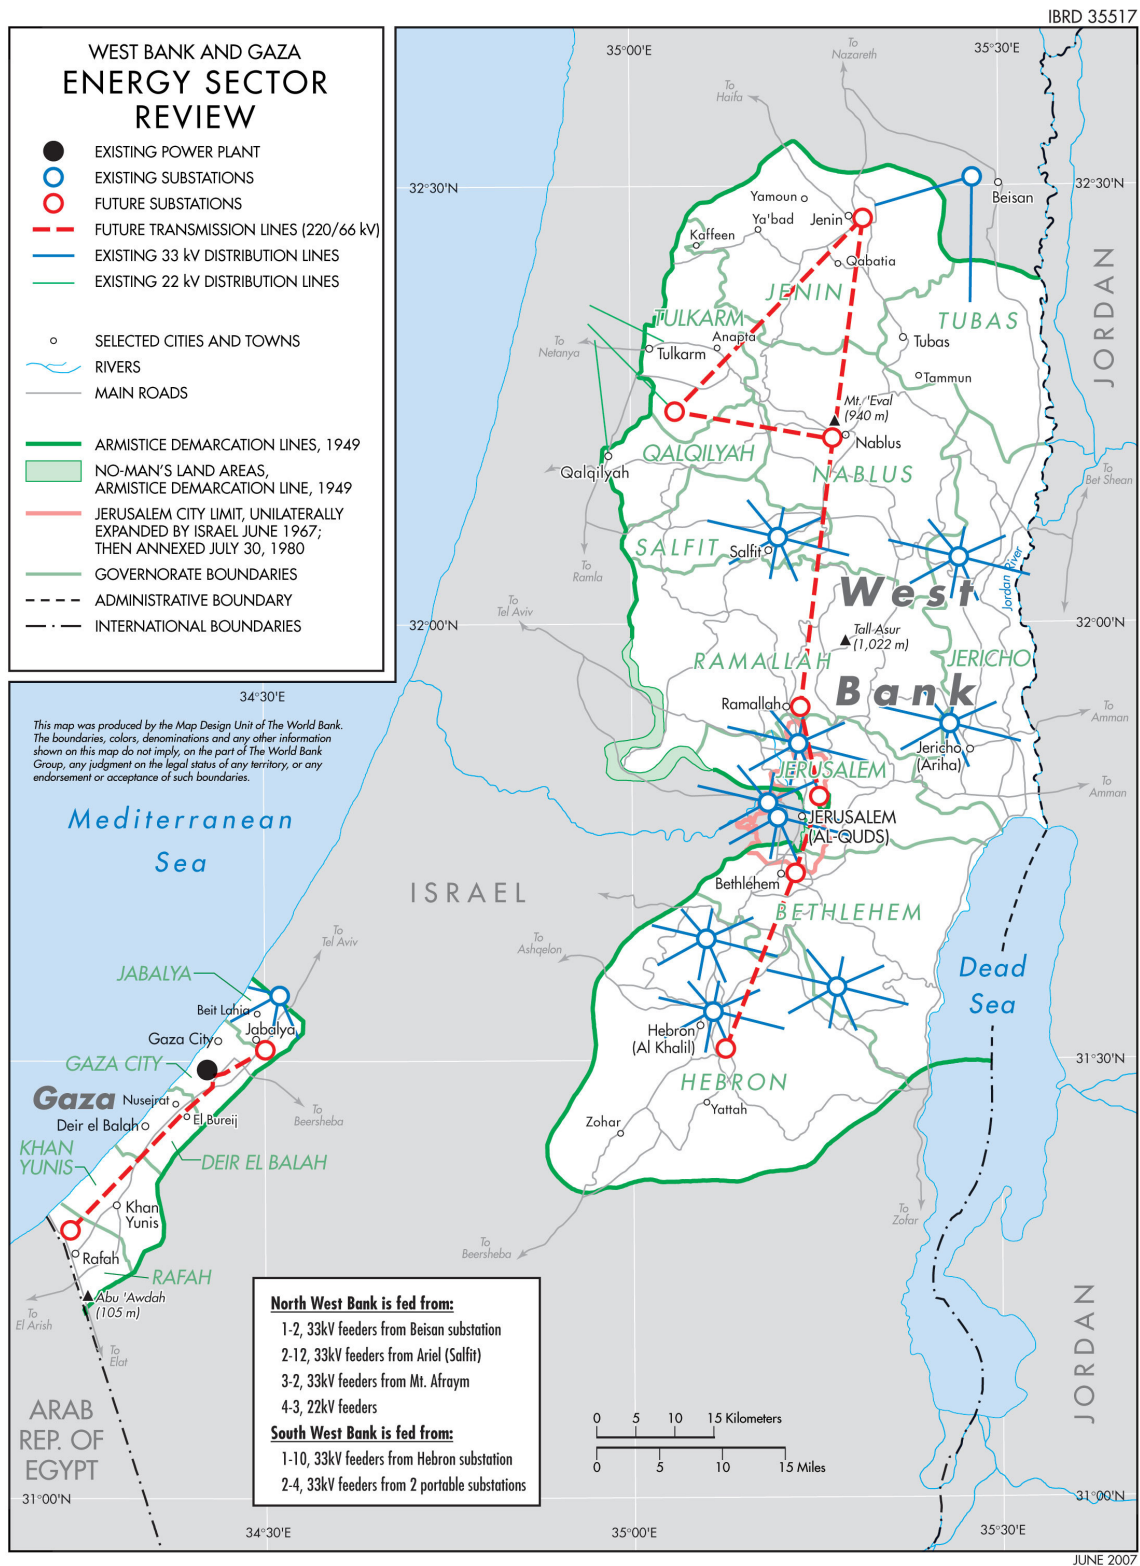 IBRD 35517
WEST BANK AND GAZA
ENERGY SECTOR
REVIEW
EXISTING POWER PLANT
EXISTING SUBSTATIONS
FUTURE SUBSTATIONS
FUTURE TRANSMISSION LINES (220/66 kV)
EXISTING 33 kV DISTRIBUTION LINES
EXISTING 22 kV DISTRIBUTION LINES
SELECTED CITIES AND TOWNS
RIVERS
MAIN ROADS
ARMISTICE DEMARCATION LINES, 1949
NO-MAN'S LAND AREAS,
ARMISTICE DEMARCATION LINE, 1949
JERUSALEM CITY LIMIT, UNILATERALLY
EXPANDED BY ISRAEL JUNE 1967;
THEN ANNEXED JULY 30, 1980
GOVERNORATE BOUNDARIES
ADMINISTRATIVE BOUNDARY
INTERNATIONAL BOUNDARIES
This map was produced by the Map Design Unit of The World Bank.
The boundaries, colors, denominations and any other information
shown on this map do not imply, on the part of The World Bank
Group, any judgment on the legal status of any territory, or any
endorsement or acceptance of such boundaries.
35°00'E
35°30'E
To
Nazareth
To
Haifa
32°30'N
32°30'N
Beisan
Yamoun
Jenin
Ya'bad
Kaffeen
Qabatia
JENIN
JORDAN
TULKARM
TUBAS
Anapta
Tubas
To
Netanya
Tulkarm
Tammun
Mt. 'Eval
(940 m)
Nablus
QALQILYAH
Qalqilyah
NABLUS
To
Bet Shean
SALFIT
Salfit
To
Ramla
Jordan River
West
To
Tel Aviv
32°00'N
32°00'N
Tall Asur
(1,022 m)
RAMALLAH
JERICHO
Bank
Ramallah
To
Amman
Jericho
(Ariha)
JERUSALEM
To
Amman
JERUSALEM
(AL-QUDS)
34°30'E
Mediterranean
Sea
ISRAEL
Bethlehem
BETHLEHEM
To
Ashqelon
To
Tel Aviv
Dead
Sea
JABALYA
Beit Lahia
Jabalya
Gaza City
GAZA CITY
Hebron
(Al Khalil)
31°30'N
HEBRON
Gaza
Nusejrat
El Bureij
Deir el Balah
To
Beersheba
Yattah
Zohar
KHAN
YUNIS
DEIR EL BALAH
Khan
Yunis
To
Zofar
To
Beersheba
Rafah
RAFAH
Abu 'Awdah
(105 m)
To
El Arish
To
Elat
JORDAN
ARAB
REP. OF
EGYPT
North West Bank is fed from:
1-2, 33kV feeders from Beisan substation
2-12, 33kV feeders from Ariel (Salfit)
3-2, 33kV feeders from Mt. Afraym
4-3, 22kV feeders
South West Bank is fed from:
1-10, 33kV feeders from Hebron substation
2-4, 33kV feeders from 2 portable substations
0 5 10 15 Kilometers
0 5 10 15 Miles
31°00'N
31°00'N
34°30'E
35°00'E
35°30'E
JUNE 2007